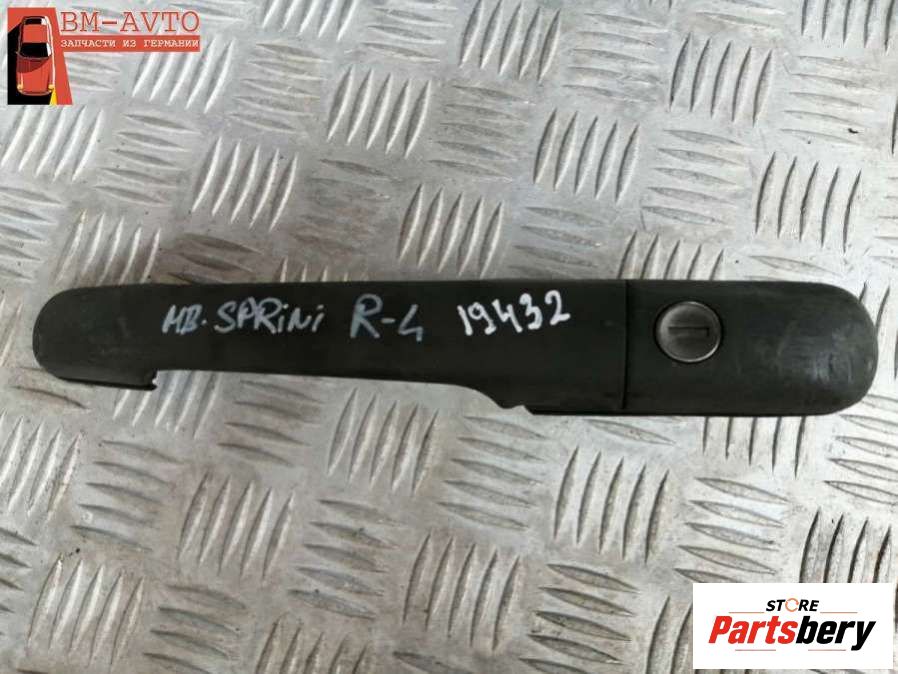 BM-AVTO
ЗАПЧАСТИ ИЗ ГЕРМАНИИ
MB. SPRiNi R-4 19432
STORE
Partsbery